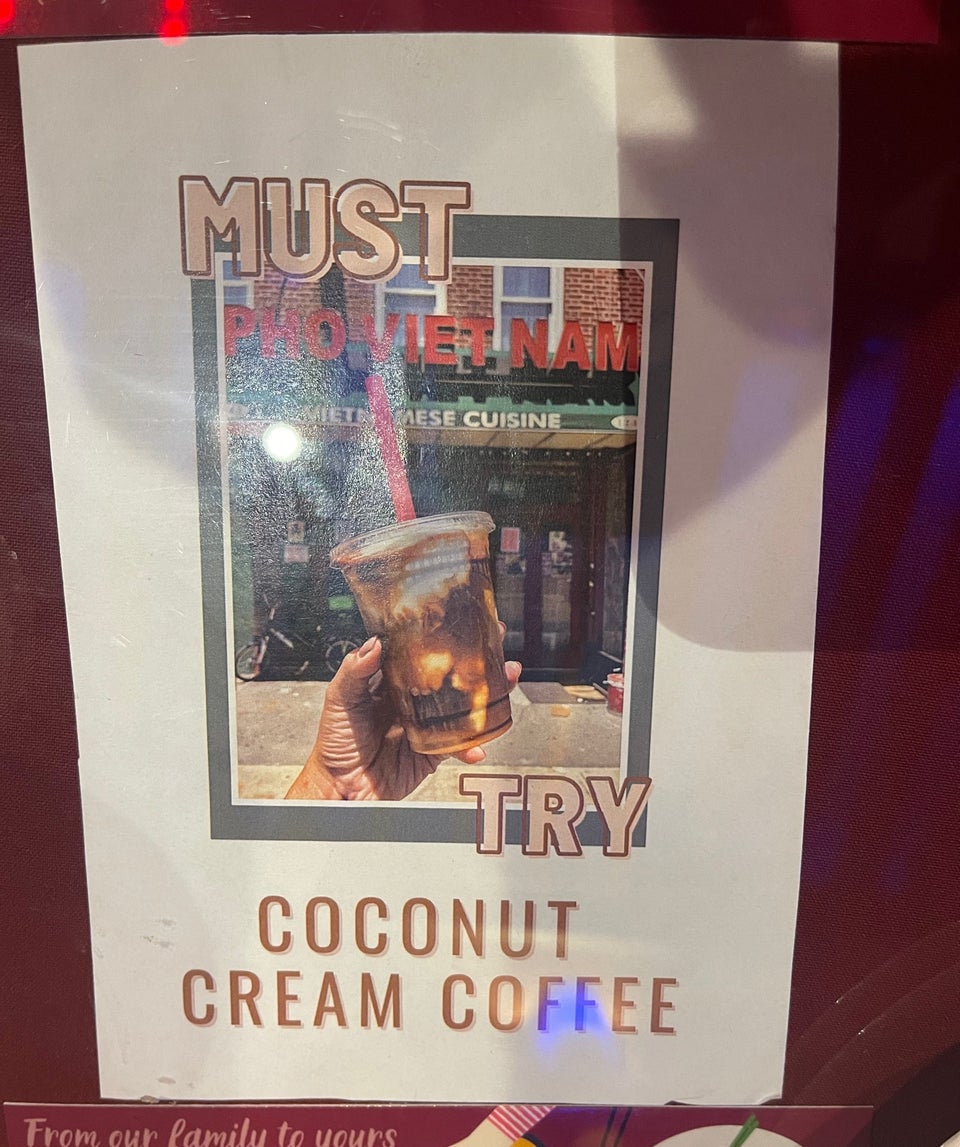 MUST
PHO VIET NAM
VIETNAMESE CUISINE
TRY
COCONUT
CREAM COFFEE
From our family to yours